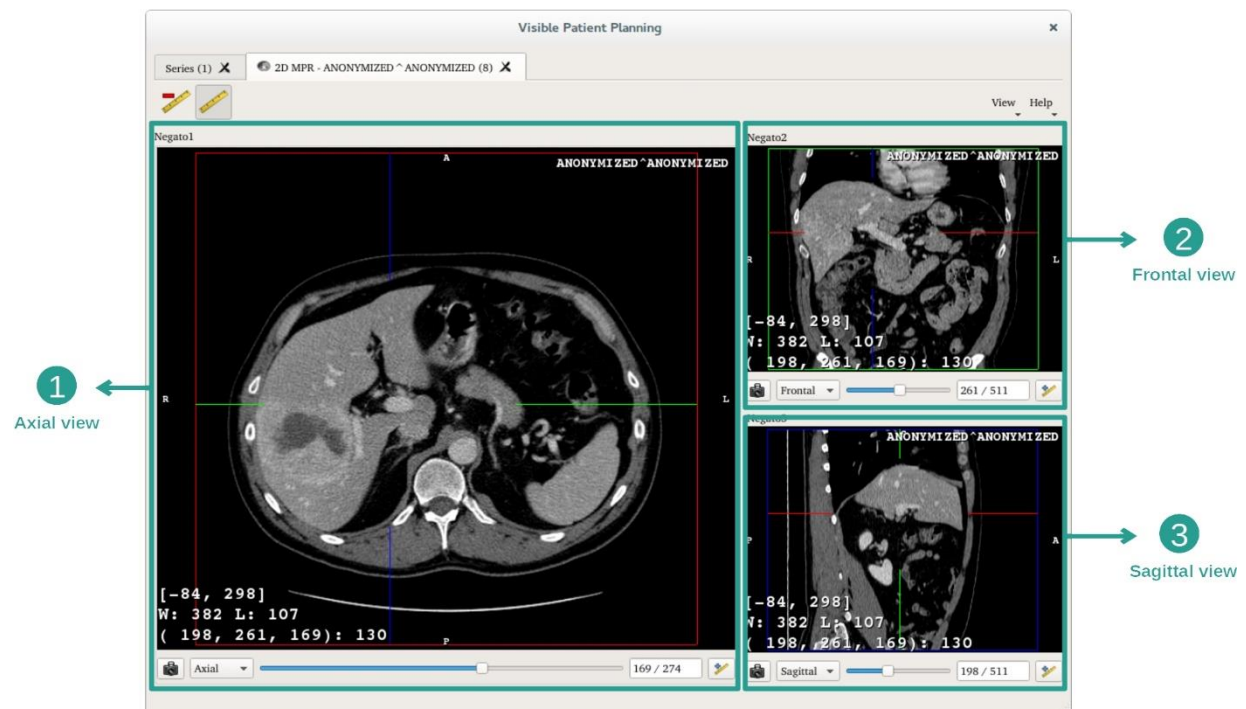 Visible Patient Planning
Series (1)
2D MPR - ANONYMIZED ^ ANONYMIZED (8)
View Help
Negato1
A
ANONYMIZED^ANONYMIZED
R
L
[-84, 298]
W: 382 L: 107
( 198, 261, 169): 130
P
Axial
169 / 274
Negato2
ANONYMIZED^ANONYMIZED
R
L
[-84, 298]
W: 382 L: 107
( 198, 261, 169): 130
Frontal
261 / 511
Negato3
ANONYMIZED^ANONYMIZED
P
A
[-84, 298]
W: 382 L: 107
( 198, 261, 169): 130
Sagittal
198 / 511
1
Axial view
2
Frontal view
3
Sagittal view